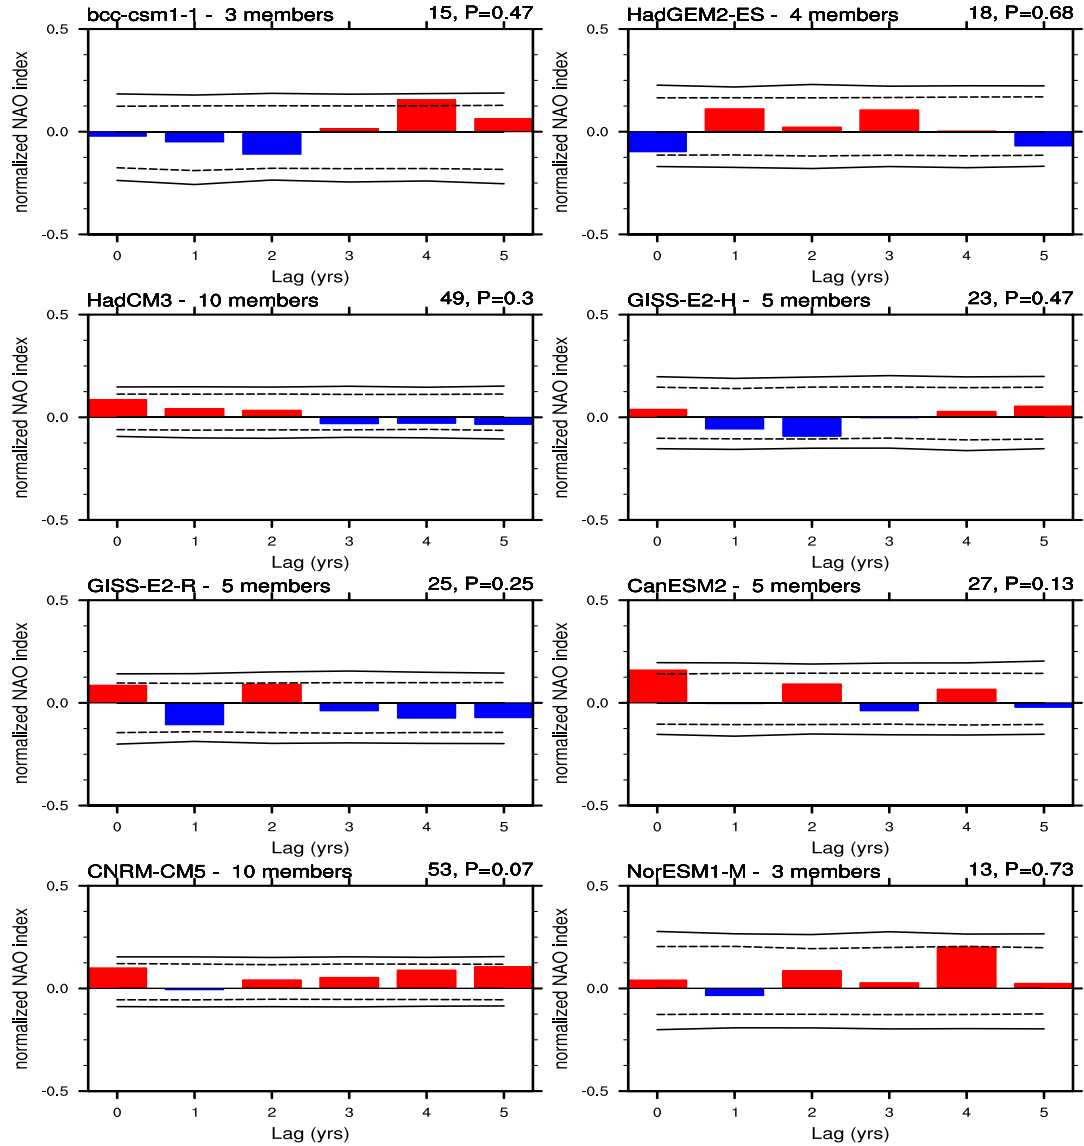 bcc-csm1-1 - 3 members 15, P=0.47
normalized NAO index
0.5
0.0
-0.5
0 1 2 3 4 5
Lag (yrs)
HadGEM2-ES - 4 members 18, P=0.68
normalized NAO index
0.5
0.0
-0.5
0 1 2 3 4 5
Lag (yrs)
HadCM3 - 10 members 49, P=0.3
normalized NAO index
0.5
0.0
-0.5
0 1 2 3 4 5
Lag (yrs)
GISS-E2-H - 5 members 23, P=0.47
normalized NAO index
0.5
0.0
-0.5
0 1 2 3 4 5
Lag (yrs)
GISS-E2-R - 5 members 25, P=0.25
normalized NAO index
0.5
0.0
-0.5
0 1 2 3 4 5
Lag (yrs)
CanESM2 - 5 members 27, P=0.13
normalized NAO index
0.5
0.0
-0.5
0 1 2 3 4 5
Lag (yrs)
CNRM-CM5 - 10 members 53, P=0.07
normalized NAO index
0.5
0.0
-0.5
0 1 2 3 4 5
Lag (yrs)
NorESM1-M - 3 members 13, P=0.73
normalized NAO index
0.5
0.0
-0.5
0 1 2 3 4 5
Lag (yrs)